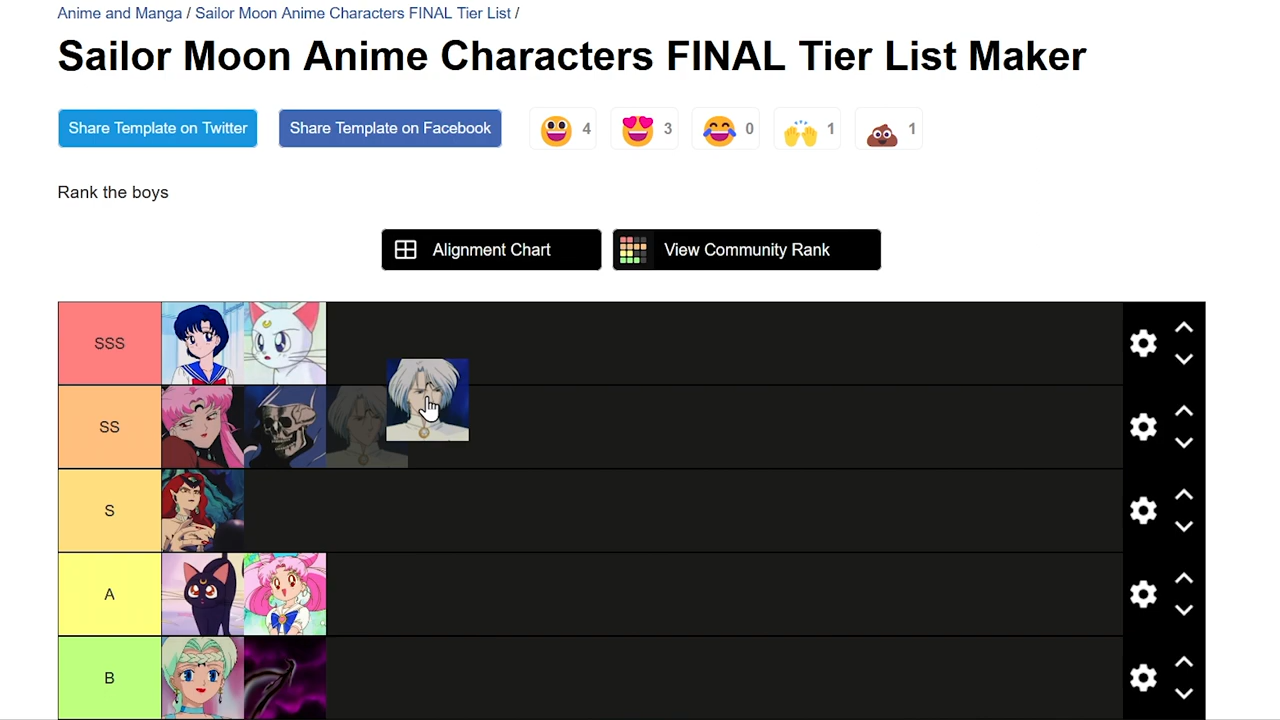 Anime and Manga / Sailor Moon Anime Characters FINAL Tier List /
Sailor Moon Anime Characters FINAL Tier List Maker
Share Template on Twitter
Share Template on Facebook
4
3
0
1
1
Rank the boys
Alignment Chart
View Community Rank
SSS
SS
S
A
B